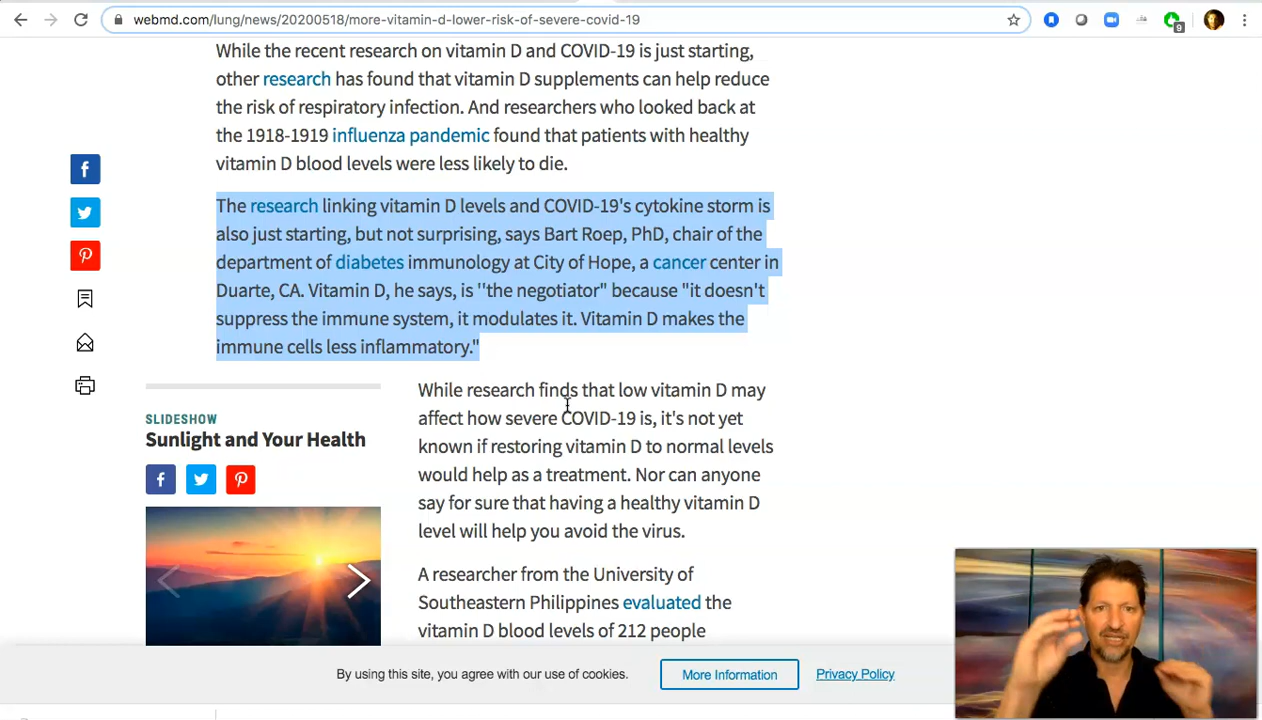 webmd.com/lung/news/20200518/more-vitamin-d-lower-risk-of-severe-covid-19
9
While the recent research on vitamin D and COVID-19 is just starting,
other research has found that vitamin D supplements can help reduce
the risk of respiratory infection. And researchers who looked back at
the 1918-1919 influenza pandemic found that patients with healthy
vitamin D blood levels were less likely to die.
The research linking vitamin D levels and COVID-19's cytokine storm is
also just starting, but not surprising, says Bart Roep, PhD, chair of the
department of diabetes immunology at City of Hope, a cancer center in
Duarte, CA. Vitamin D, he says, is ''the negotiator" because "it doesn't
suppress the immune system, it modulates it. Vitamin D makes the
immune cells less inflammatory."
SLIDESHOW
Sunlight and Your Health
While research finds that low vitamin D may
affect how severe COVID-19 is, it's not yet
known if restoring vitamin D to normal levels
would help as a treatment. Nor can anyone
say for sure that having a healthy vitamin D
level will help you avoid the virus.
A researcher from the University of
Southeastern Philippines evaluated the
vitamin D blood levels of 212 people
By using this site, you agree with our use of cookies.
More Information
Privacy Policy